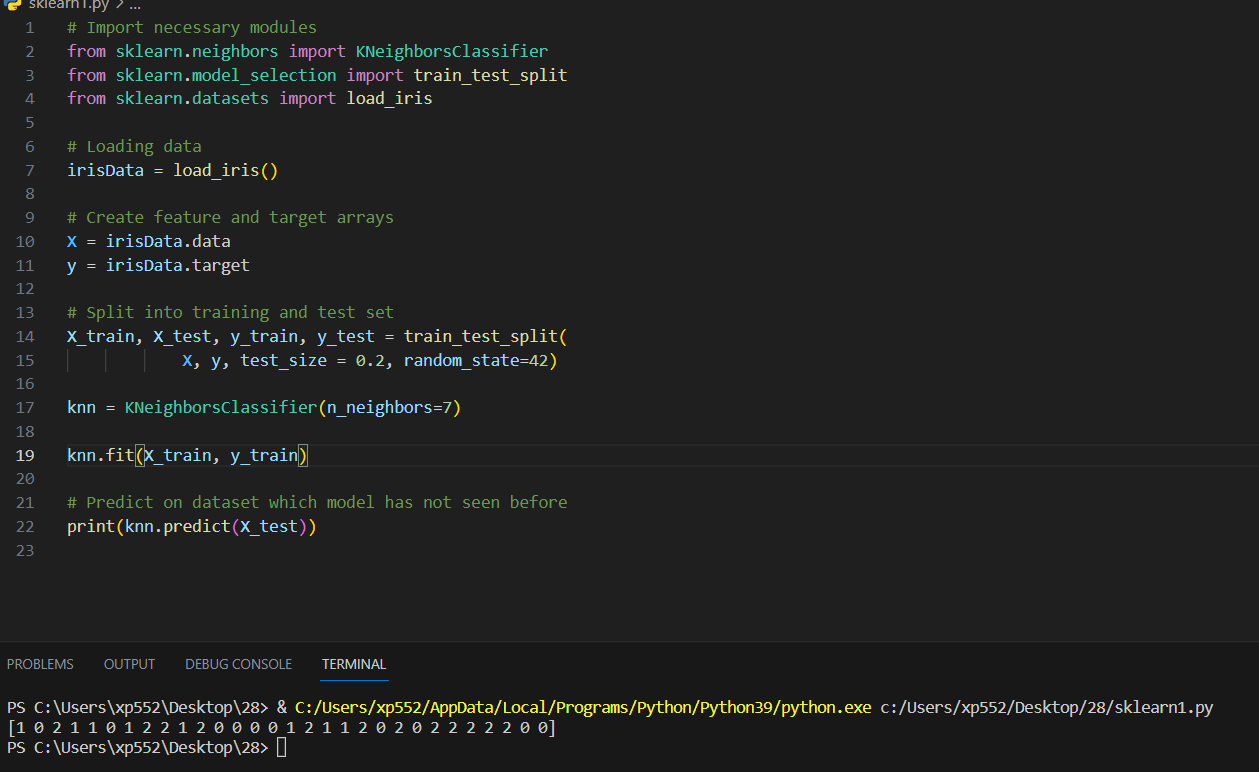 sklearn1.py > ...
1 # Import necessary modules
2 from sklearn.neighbors import KNeighborsClassifier
3 from sklearn.model_selection import train_test_split
4 from sklearn.datasets import load_iris
5
6 # Loading data
7 irisData = load_iris()
8
9 # Create feature and target arrays
10 X = irisData.data
11 y = irisData.target
12
13 # Split into training and test set
14 X_train, X_test, y_train, y_test = train_test_split(
15             X, y, test_size = 0.2, random_state=42)
16
17 knn = KNeighborsClassifier(n_neighbors=7)
18
19 knn.fit(X_train, y_train)
20
21 # Predict on dataset which model has not seen before
22 print(knn.predict(X_test))
23
PROBLEMS OUTPUT DEBUG CONSOLE TERMINAL
PS C:\Users\xp552\Desktop\28> & C:/Users/xp552/AppData/Local/Programs/Python/Python39/python.exe c:/Users/xp552/Desktop/28/sklearn1.py
[1 0 2 1 1 0 1 2 2 1 2 0 0 0 0 1 2 1 1 2 0 2 0 2 2 2 2 2 0 0]
PS C:\Users\xp552\Desktop\28>